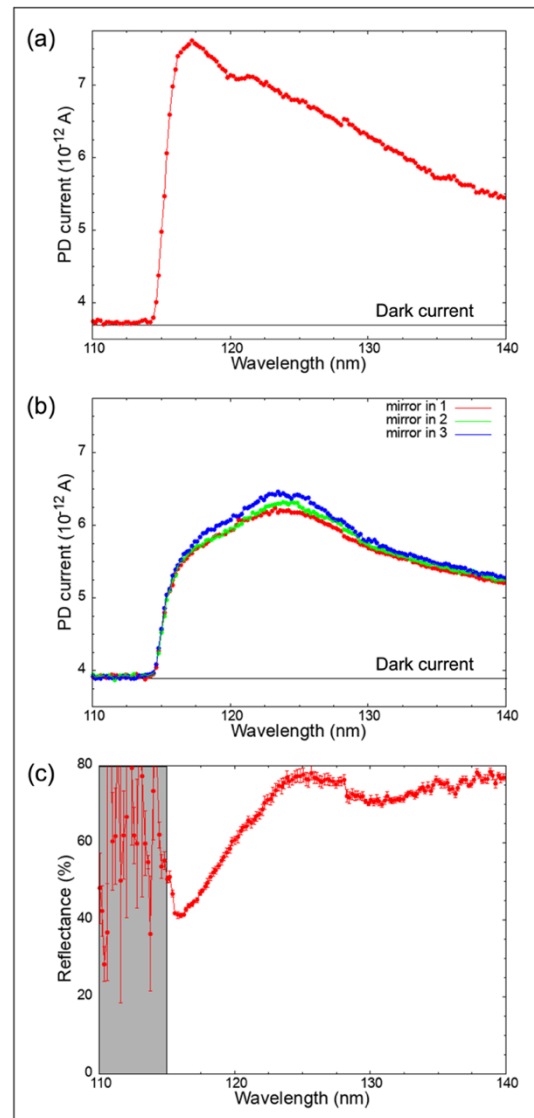 (a)
7
6
5
4
PD current (10⁻¹² A)
Dark current
110 120 130 140
Wavelength (nm)
(b)
mirror in 1
mirror in 2
mirror in 3
7
6
5
4
PD current (10⁻¹² A)
Dark current
110 120 130 140
Wavelength (nm)
(c)
80
60
40
20
0
Reflectance (%)
110 120 130 140
Wavelength (nm)